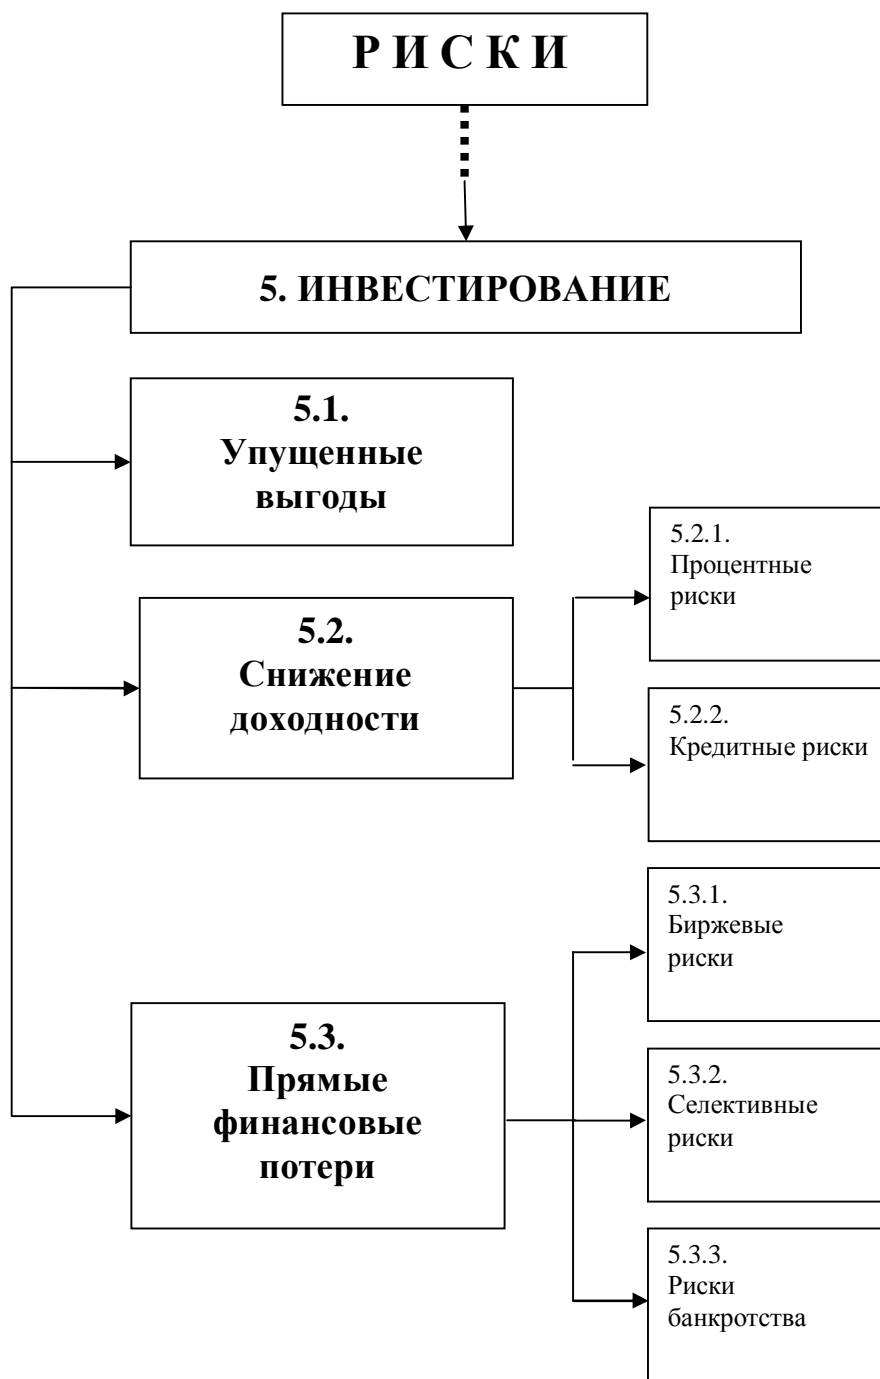 Р И С К И
5. ИНВЕСТИРОВАНИЕ
5.1.
Упущенные
выгоды
5.2.
Снижение
доходности
5.2.1.
Процентные
риски
5.2.2.
Кредитные риски
5.3.
Прямые
финансовые
потери
5.3.1.
Биржевые
риски
5.3.2.
Селективные
риски
5.3.3.
Риски
банкротства